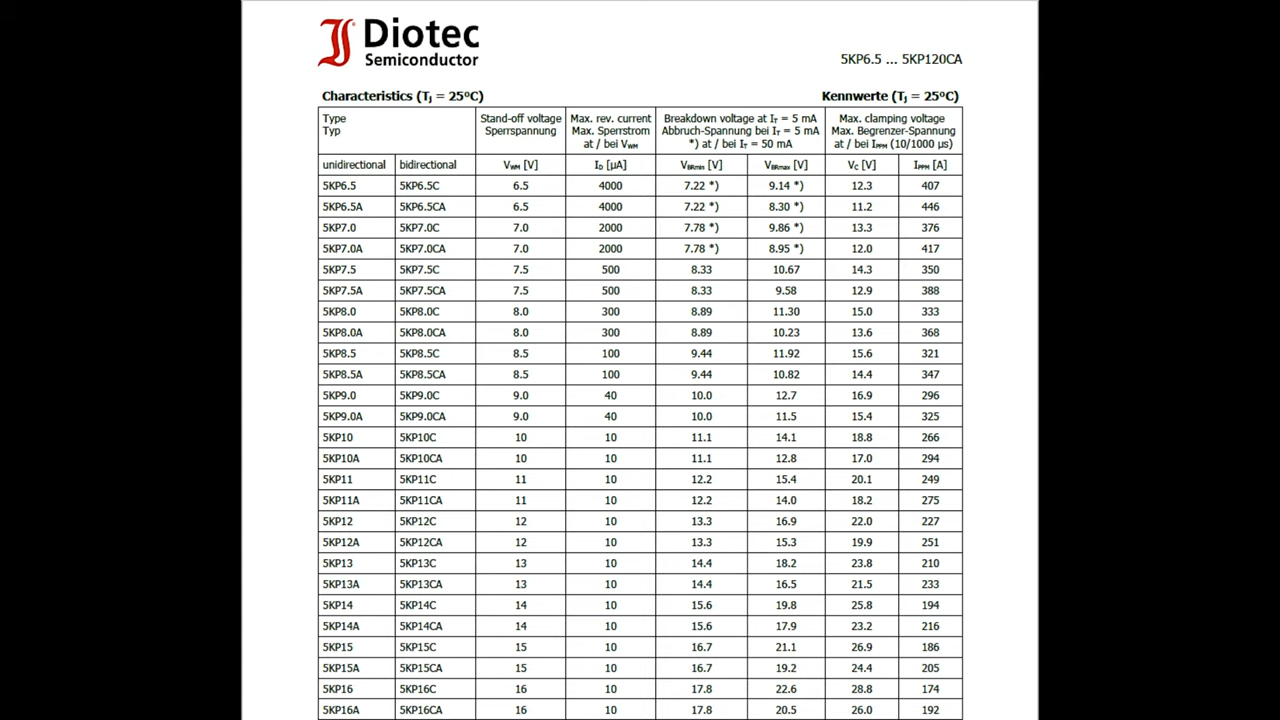 Diotec
Semiconductor
5KP6.5 ... 5KP120CA
Characteristics (TJ = 25°C) Kennwerte (TJ = 25°C)
Type Stand-off voltage Max. rev. current Breakdown voltage at IT = 5 mA Max. clamping voltage
Typ Sperrspannung Max. Sperrstrom Abbruch-Spannung bei IT = 5 mA Max. Begrenzer-Spannung
at / bei VWM *) at / bei IT = 50 mA at / bei IPPM (10/1000 µs)
unidirectional bidirectional VWM [V] ID [µA] VBRmin [V] VBRmax [V] VC [V] IPPM [A]
5KP6.5 5KP6.5C 6.5 4000 7.22 *) 9.14 *) 12.3 407
5KP6.5A 5KP6.5CA 6.5 4000 7.22 *) 8.30 *) 11.2 446
5KP7.0 5KP7.0C 7.0 2000 7.78 *) 9.86 *) 13.3 376
5KP7.0A 5KP7.0CA 7.0 2000 7.78 *) 8.95 *) 12.0 417
5KP7.5 5KP7.5C 7.5 500 8.33 10.67 14.3 350
5KP7.5A 5KP7.5CA 7.5 500 8.33 9.58 12.9 388
5KP8.0 5KP8.0C 8.0 300 8.89 11.30 15.0 333
5KP8.0A 5KP8.0CA 8.0 300 8.89 10.23 13.6 368
5KP8.5 5KP8.5C 8.5 100 9.44 11.92 15.6 321
5KP8.5A 5KP8.5CA 8.5 100 9.44 10.82 14.4 347
5KP9.0 5KP9.0C 9.0 40 10.0 12.7 16.9 296
5KP9.0A 5KP9.0CA 9.0 40 10.0 11.5 15.4 325
5KP10 5KP10C 10 10 11.1 14.1 18.8 266
5KP10A 5KP10CA 10 10 11.1 12.8 17.0 294
5KP11 5KP11C 11 10 12.2 15.4 20.1 249
5KP11A 5KP11CA 11 10 12.2 14.0 18.2 275
5KP12 5KP12C 12 10 13.3 16.9 22.0 227
5KP12A 5KP12CA 12 10 13.3 15.3 19.9 251
5KP13 5KP13C 13 10 14.4 18.2 23.8 210
5KP13A 5KP13CA 13 10 14.4 16.5 21.5 233
5KP14 5KP14C 14 10 15.6 19.8 25.8 194
5KP14A 5KP14CA 14 10 15.6 17.9 23.2 216
5KP15 5KP15C 15 10 16.7 21.1 26.9 186
5KP15A 5KP15CA 15 10 16.7 19.2 24.4 205
5KP16 5KP16C 16 10 17.8 22.6 28.8 174
5KP16A 5KP16CA 16 10 17.8 20.5 26.0 192